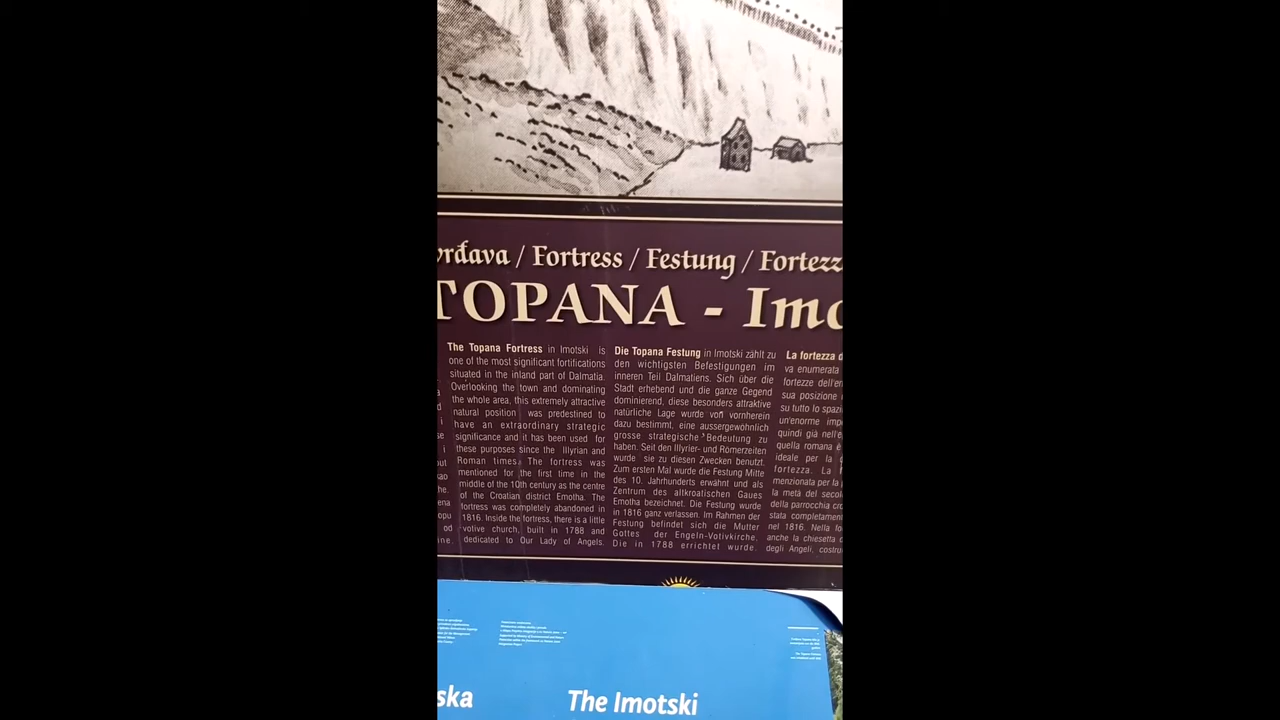 vrđava / Fortress / Festung / Fortezz
TOPANA - Imo
The Topana Fortress in Imotski is
one of the most significant fortifications
situated in the inland part of Dalmatia.
Overlooking the town and dominating
the whole area, this extremely attractive
natural position was predestined to
have an extraordinary strategic
significance and it has been used for
these purposes since the Illyrian and
Roman times. The fortress was
mentioned for the first time in the
middle of the 10th century as the centre
of the Croatian district Emotha. The
fortress was completely abandoned in
1816. Inside the fortress, there is a little
votive church, built in 1788 and
dedicated to Our Lady of Angels.
Die Topana Festung in Imotski zählt zu
den wichtigsten Befestigungen im
inneren Teil Dalmatiens. Sich über die
Stadt erhebend und die ganze Gegend
dominierend, diese besonders attraktive
natürliche Lage wurde von vornherein
dazu bestimmt, eine aussergewöhnlich
grosse strategische Bedeutung zu
haben. Seit den Illyrier- und Römerzeiten
wurde sie zu diesen Zwecken benutzt.
Zum ersten Mal wurde die Festung Mitte
des 10. Jahrhunderts erwähnt und als
Zentrum des altkroatischen Gaues
Emotha bezeichnet. Die Festung wurde
in 1816 ganz verlassen. Im Rahmen der
Festung befindet sich die Mutter
Gottes der Engeln-Votivkirche.
Die in 1788 errichtet wurde.
La fortezza d
va enumerata
fortezze dell'en
sua posizione
su tutto lo spazi
un'enorme imp
quindi già nell'e
quella romana è
ideale per la
fortezza. La
menzionata per la
la metà del secol
della parrocchia cro
stata completamen
nel 1816. Nella fo
anche la chiesetta d
degli Angeli, costru
ska
The Imotski